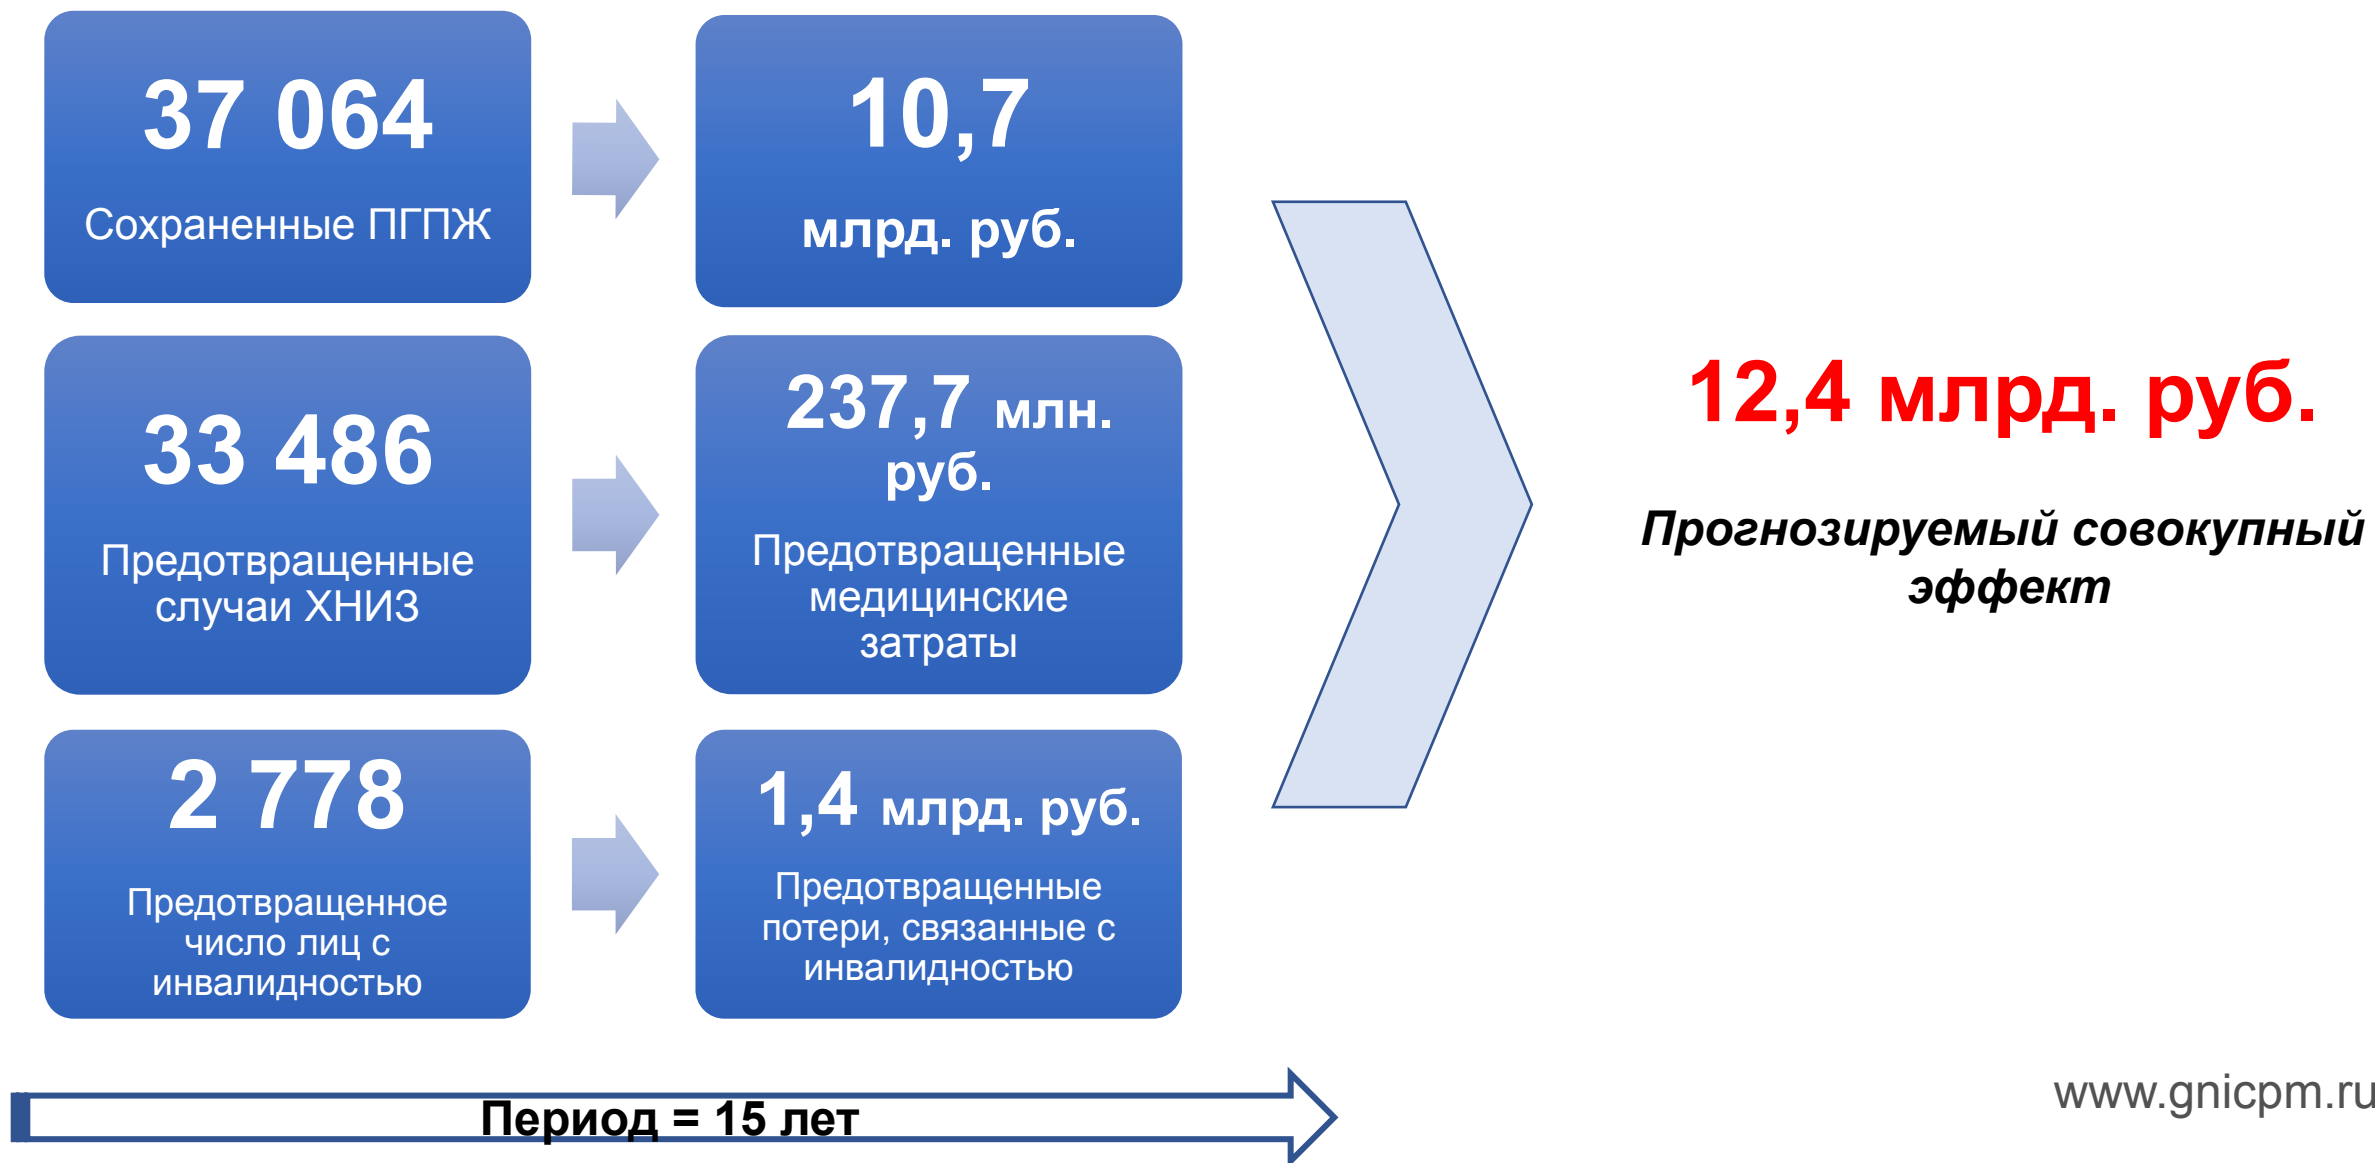 37 064
Сохраненные ПГПЖ
10,7
млрд. руб.
33 486
Предотвращенные
случаи ХНИЗ
237,7 млн.
руб.
Предотвращенные
медицинские
затраты
2 778
Предотвращенное
число лиц с
инвалидностью
1,4 млрд. руб.
Предотвращенные
потери, связанные с
инвалидностью
12,4 млрд. руб.
Прогнозируемый совокупный
эффект
Период = 15 лет
www.gnicpm.ru